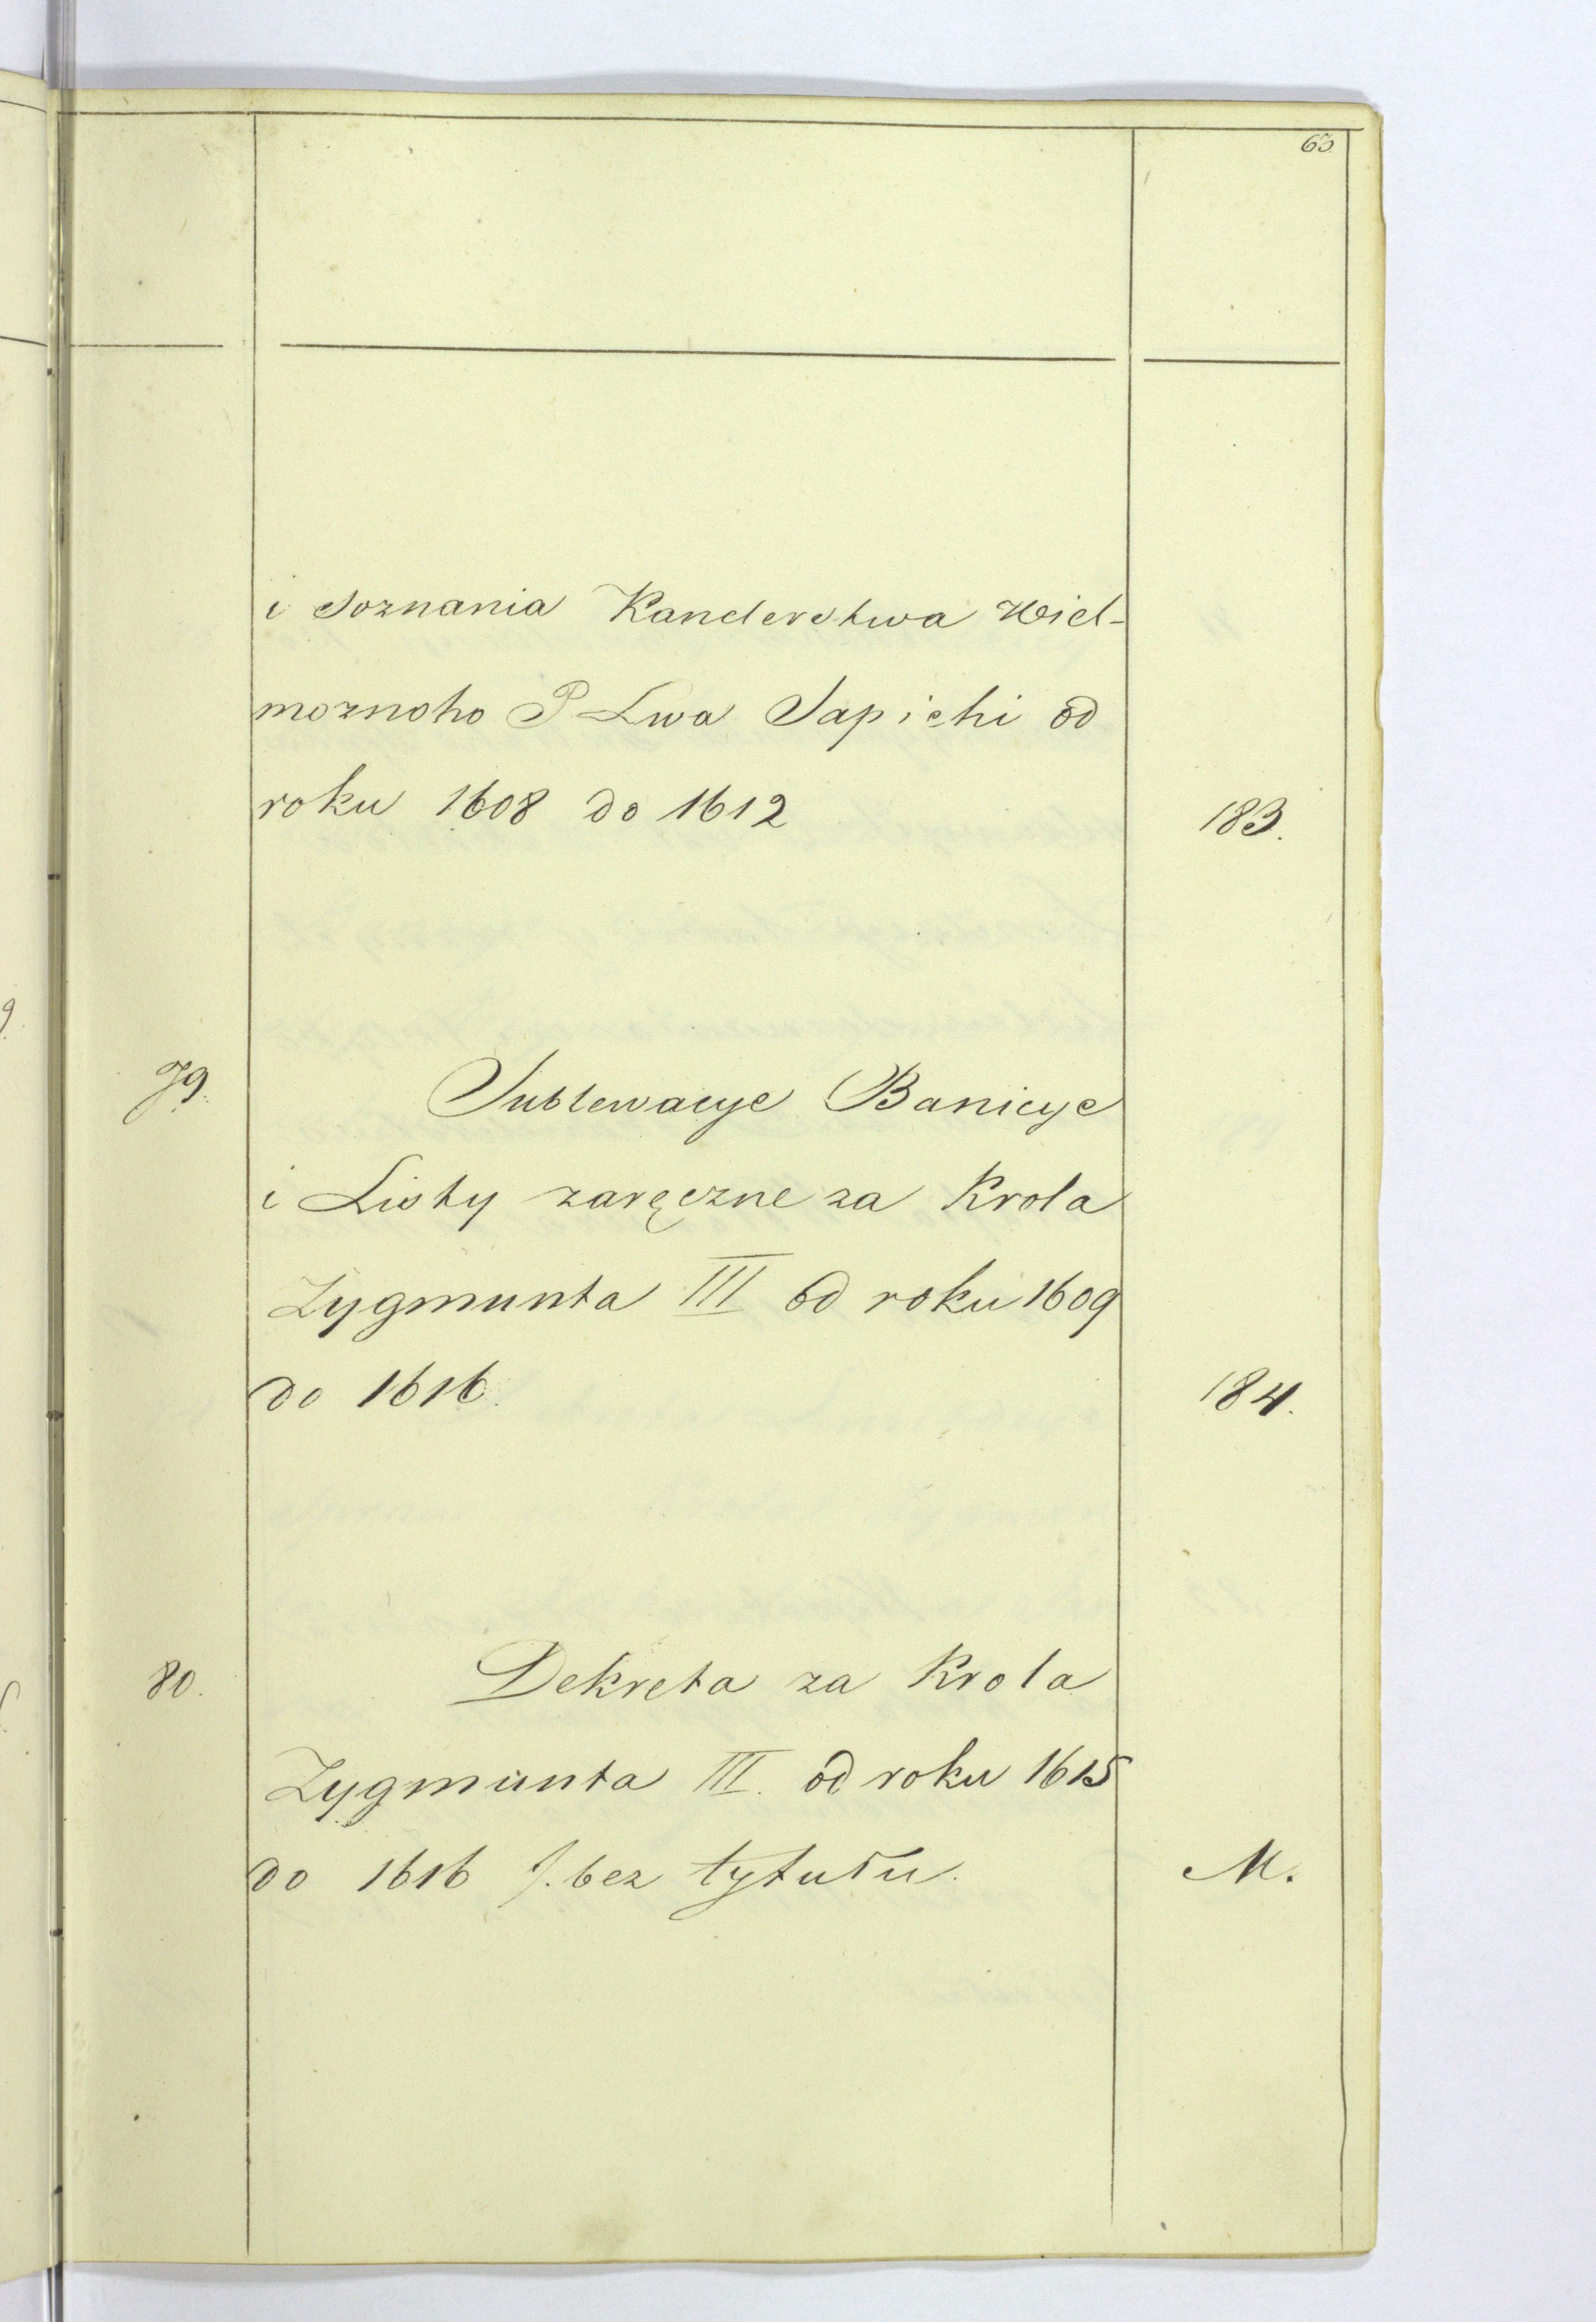 63.
i Soznania Kanclerstwa Wiel-
moznoho P Lwa Sapiehi od
roku 1608 do 1612 183.
79. Sublewacye Banicye
i Listy zaręczne za Krola
Zygmunta III od roku 1609
do 1616. 184.
80. Dekreta za Krola
Zygmunta III. od roku 1615
do 1616 /. bez tytułu. M.